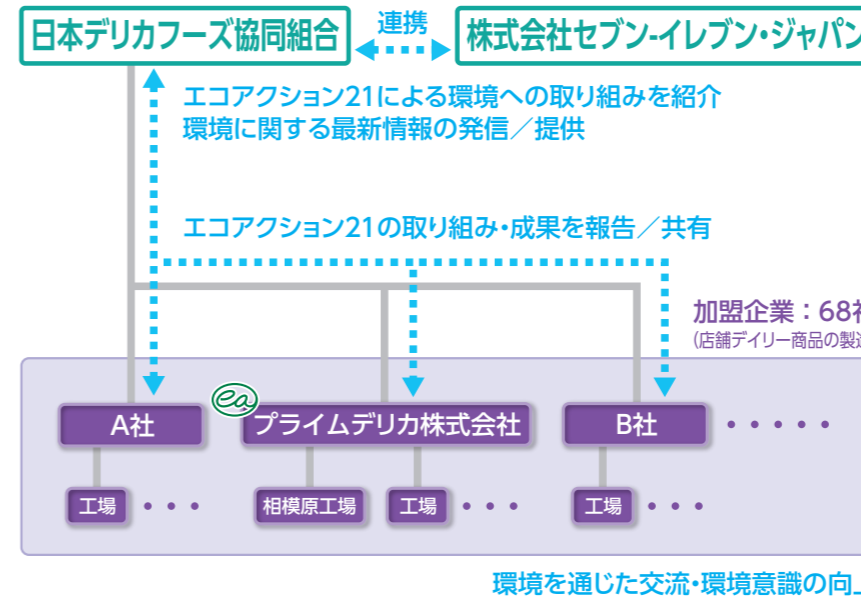 日本デリカフーズ協同組合
連携
株式会社セブン-イレブン・ジャパン
エコアクション21による環境への取り組みを紹介
環境に関する最新情報の発信／提供
エコアクション21の取り組み・成果を報告／共有
加盟企業：68社
(店舗デイリー商品の製造
ea
A社
プライムデリカ株式会社
B社
・・・・・
工場
・・・
相模原工場
工場
・・・
工場
・・・
環境を通じた交流・環境意識の向上